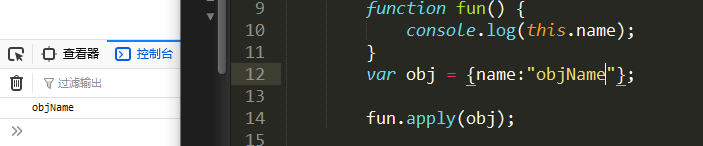 查看器 控制台
过滤输出
objName
>>
9 function fun() {
10 console.log(this.name);
11 }
12 var obj = {name:"objName"};
13
14 fun.apply(obj);
15